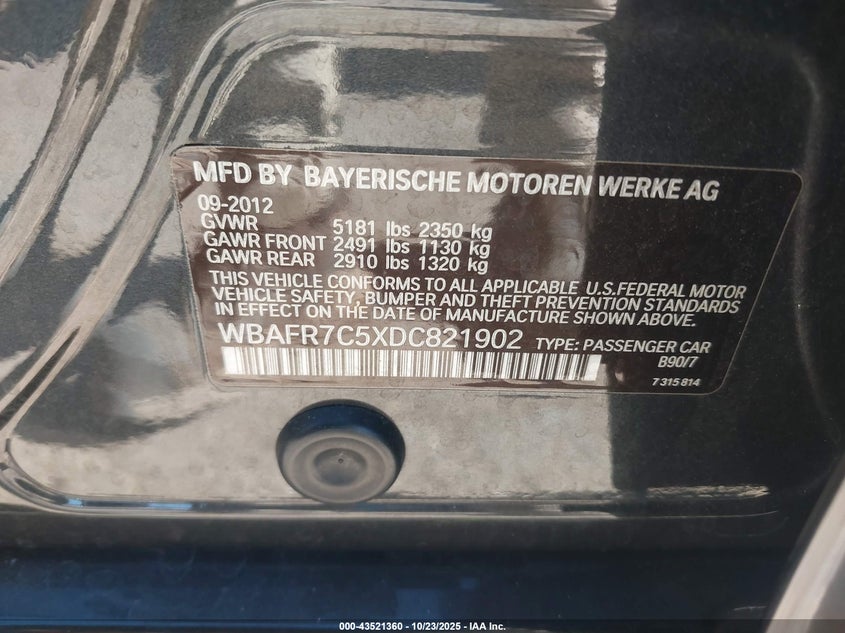 MFD BY BAYERISCHE MOTOREN WERKE AG
09-2012
GVWR 5181 lbs 2350 kg
GAWR FRONT 2491 lbs 1130 kg
GAWR REAR 2910 lbs 1320 kg
THIS VEHICLE CONFORMS TO ALL APPLICABLE U.S.FEDERAL MOTOR
VEHICLE SAFETY, BUMPER AND THEFT PREVENTION STANDARDS
IN EFFECT ON THE DATE OF MANUFACTURE SHOWN ABOVE.
WBAFR7C5XDC821902 TYPE: PASSENGER CAR
B90/7
7 315 814
000-43521360 - 10/23/2025 - IAA Inc.